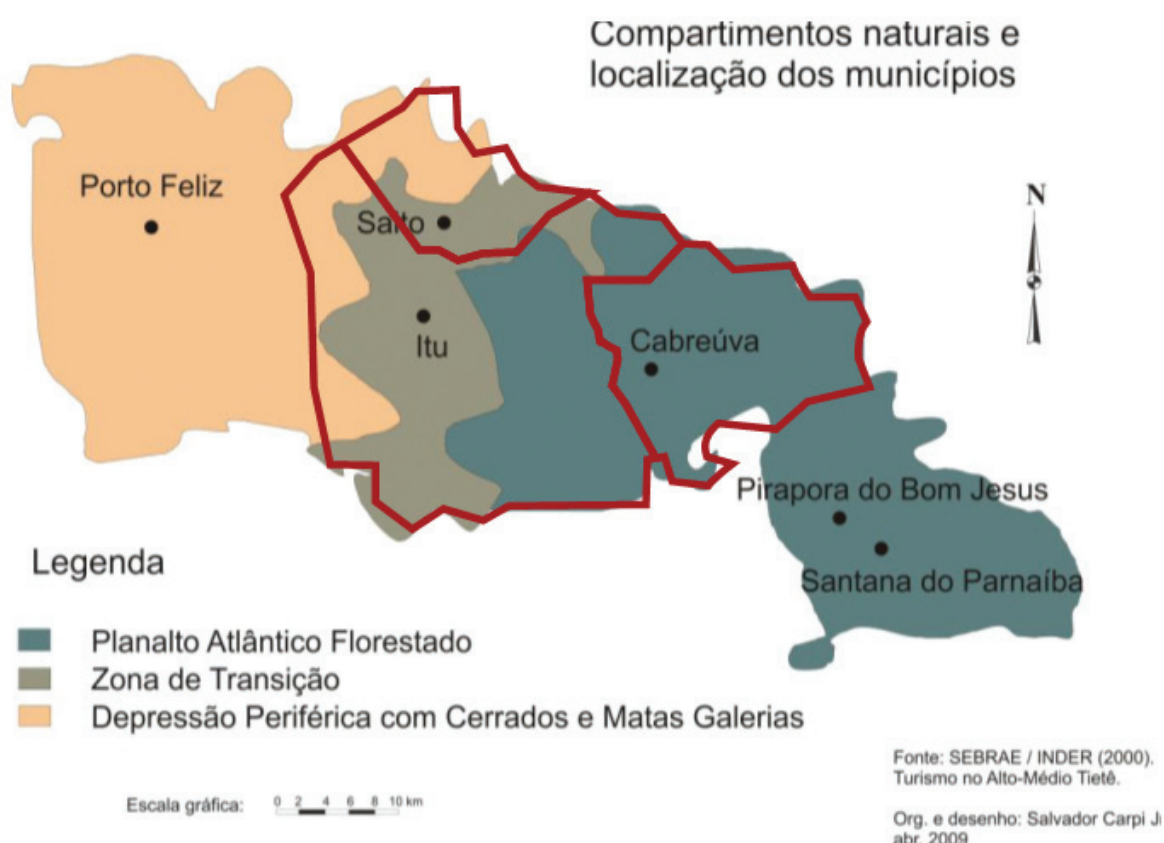 Compartimentos naturais e
localização dos municípios
Porto Feliz
N
Salto
Itu
Cabreúva
Pirapora do Bom Jesus
Santana do Parnaíba
Legenda
Planalto Atlântico Florestado
Zona de Transição
Depressão Periférica com Cerrados e Matas Galerias
Fonte: SEBRAE / INDER (2000).
Turismo no Alto-Médio Tietê.
Escala gráfica: 0 2 4 6 8 10 km
Org. e desenho: Salvador Carpi J
abr. 2009